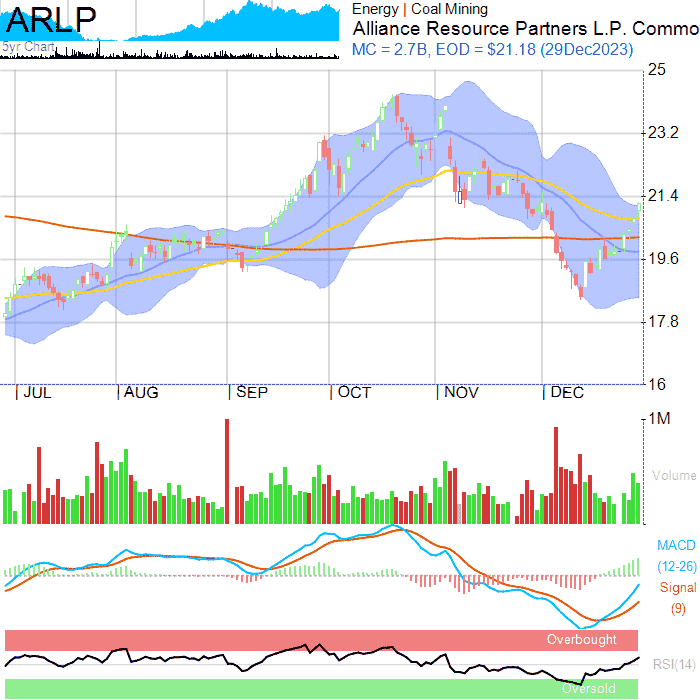 ARLP
5yr Chart
Energy | Coal Mining
Alliance Resource Partners L.P. Commo
MC = 2.7B, EOD = $21.18 (29Dec2023)
25
23.2
21.4
19.6
17.8
16
|JUL |AUG |SEP |OCT |NOV |DEC
1M
Volume
MACD
(12-26)
Signal
(9)
Overbought
RSI(14)
Oversold